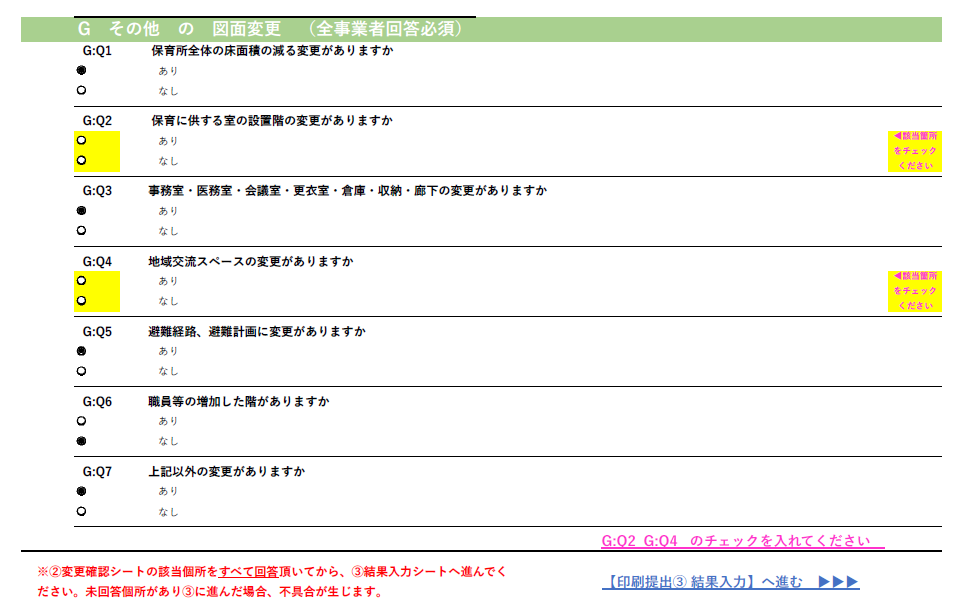 G その他 の 図面変更 （全事業者回答必須）
G:Q1 保育所全体の床面積の減る変更がありますか
あり
なし
G:Q2 保育に供する室の設置階の変更がありますか
あり
なし
◀該当箇所
をチェック
ください
G:Q3 事務室・医務室・会議室・更衣室・倉庫・収納・廊下の変更がありますか
あり
なし
G:Q4 地域交流スペースの変更がありますか
あり
なし
◀該当箇所
をチェック
ください
G:Q5 避難経路、避難計画に変更がありますか
あり
なし
G:Q6 職員等の増加した階がありますか
あり
なし
G:Q7 上記以外の変更がありますか
あり
なし
G:Q2 G:Q4 のチェックを入れてください
※②変更確認シートの該当個所をすべて回答頂いてから、③結果入力シートへ進んでく
ださい。未回答個所があり③に進んだ場合、不具合が生じます。
【印刷提出③ 結果入力】へ進む ▶▶▶